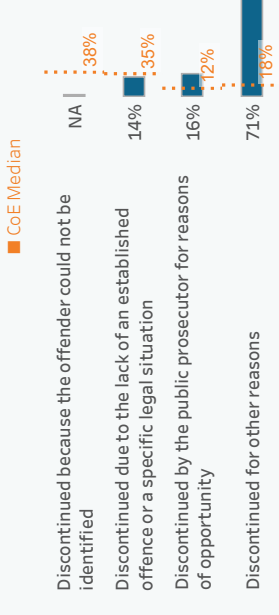 CoE Median
Discontinued because the offender could not be
identified
NA
38%
Discontinued due to the lack of an established
offence or a specific legal situation
14%
35%
Discontinued by the public prosecutor for reasons
of opportunity
16%
12%
Discontinued for other reasons
71%
18%